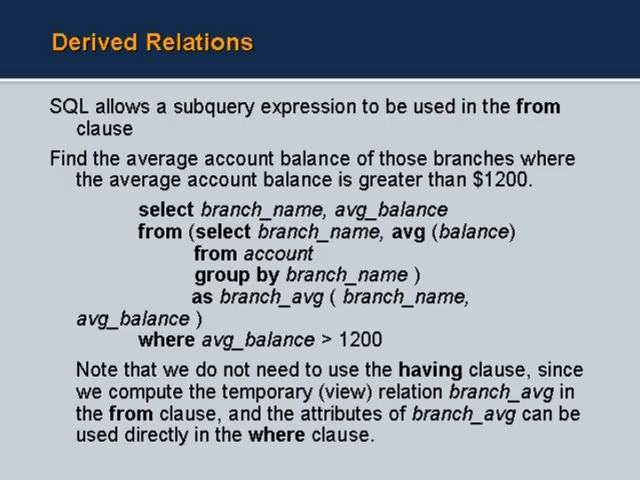 Derived Relations
SQL allows a subquery expression to be used in the from
clause
Find the average account balance of those branches where
the average account balance is greater than $1200.
select branch_name, avg_balance
from (select branch_name, avg (balance)
from account
group by branch_name )
as branch_avg ( branch_name,
avg_balance )
where avg_balance > 1200
Note that we do not need to use the having clause, since
we compute the temporary (view) relation branch_avg in
the from clause, and the attributes of branch_avg can be
used directly in the where clause.